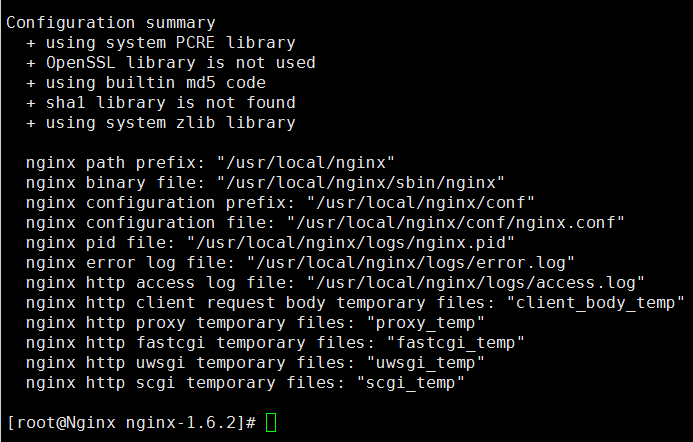 Configuration summary
+ using system PCRE library
+ OpenSSL library is not used
+ using builtin md5 code
+ sha1 library is not found
+ using system zlib library
nginx path prefix: "/usr/local/nginx"
nginx binary file: "/usr/local/nginx/sbin/nginx"
nginx configuration prefix: "/usr/local/nginx/conf"
nginx configuration file: "/usr/local/nginx/conf/nginx.conf"
nginx pid file: "/usr/local/nginx/logs/nginx.pid"
nginx error log file: "/usr/local/nginx/logs/error.log"
nginx http access log file: "/usr/local/nginx/logs/access.log"
nginx http client request body temporary files: "client_body_temp"
nginx http proxy temporary files: "proxy_temp"
nginx http fastcgi temporary files: "fastcgi_temp"
nginx http uwsgi temporary files: "uwsgi_temp"
nginx http scgi temporary files: "scgi_temp"
[root@Nginx nginx-1.6.2]#